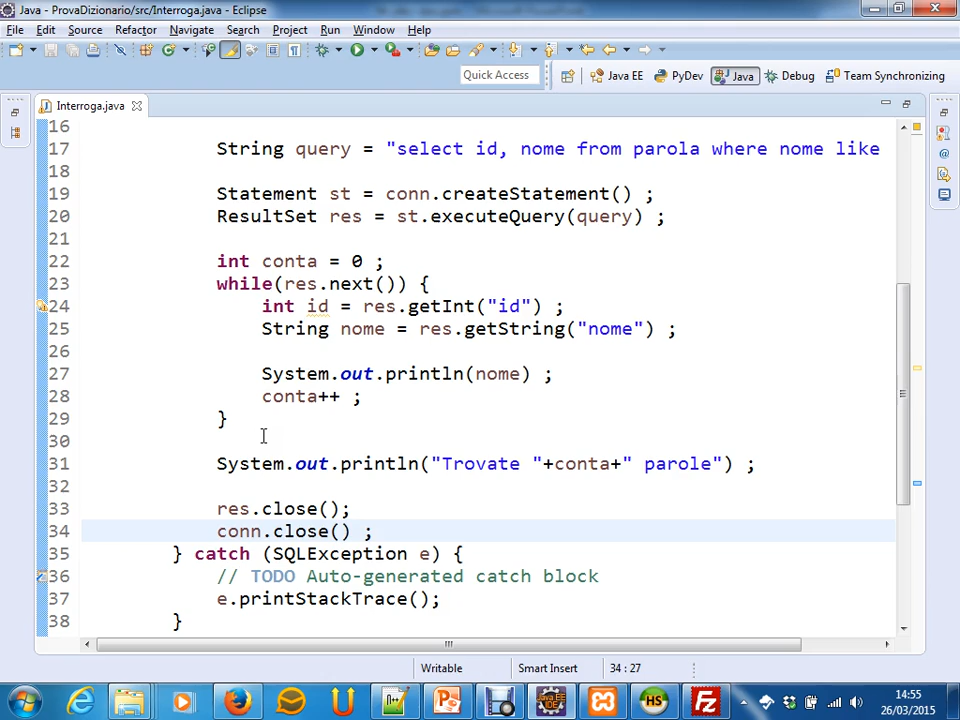 Java - ProvaDizionario/src/Interroga.java - Eclipse
File Edit Source Refactor Navigate Search Project Run Window Help
Quick Access Java EE PyDev Java Debug Team Synchronizing
Interroga.java
16
17 String query = "select id, nome from parola where nome like
18
19 Statement st = conn.createStatement() ;
20 ResultSet res = st.executeQuery(query) ;
21
22 int conta = 0 ;
23 while(res.next()) {
24 int id = res.getInt("id") ;
25 String nome = res.getString("nome") ;
26
27 System.out.println(nome) ;
28 conta++ ;
29 }
30
31 System.out.println("Trovate "+conta+" parole") ;
32
33 res.close();
34 conn.close() ;
35 } catch (SQLException e) {
36 // TODO Auto-generated catch block
37 e.printStackTrace();
38 }
Writable Smart Insert 34 : 27
14:55
26/03/2015